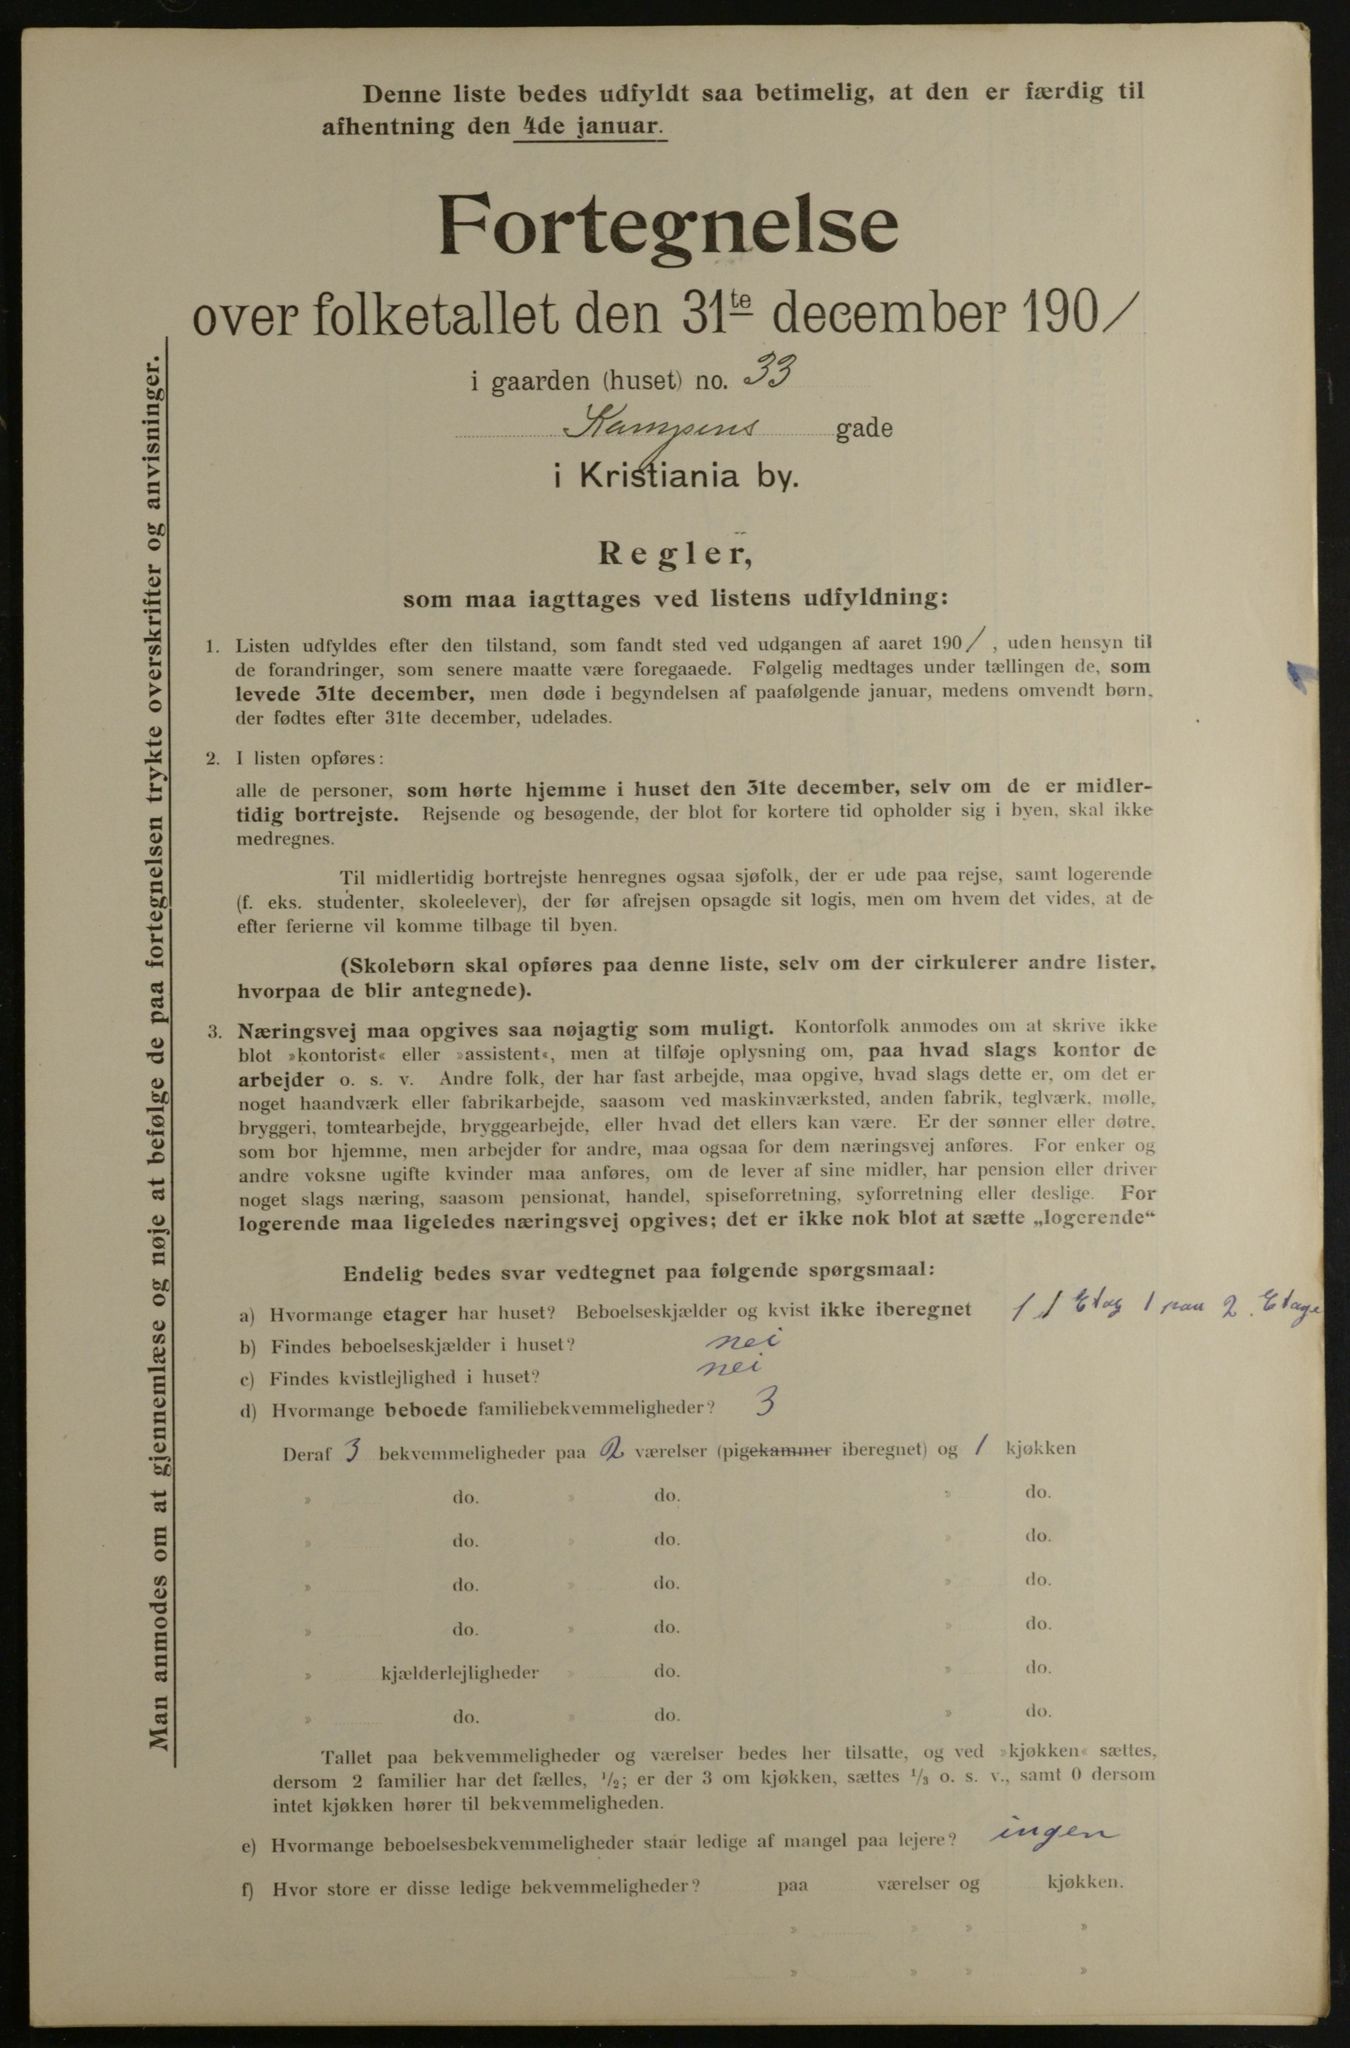 Denne liste bedes udfyldt saa betimelig, at den er færdig til
afhentning den 4de januar.
Fortegnelse
over folketallet den 31te december 190/
i gaarden (huset) no. 33
Kampens gade
i Kristiania by.
Regler,
som maa iagttages ved listens udfyldning:
1. Listen udfyldes efter den tilstand, som fandt sted ved udgangen af aaret 190/, uden hensyn til
de forandringer, som senere maatte være foregaaede. Følgelig medtages under tællingen de, som
levede 31te december, men døde i begyndelsen af paafølgende januar, medens omvendt børn,
der fødtes efter 31te december, udelades.
2. I listen opføres:
alle de personer, som hørte hjemme i huset den 31te december, selv om de er midler-
tidig bortrejste. Rejsende og besøgende, der blot for kortere tid opholder sig i byen, skal ikke
medregnes.
Til midlertidig bortrejste henregnes ogsaa sjøfolk, der er ude paa rejse, samt logerende
(f. eks. studenter, skoleelever), der før afrejsen opsagde sit logis, men om hvem det vides, at de
efter ferierne vil komme tilbage til byen.
(Skolebørn skal opføres paa denne liste, selv om der cirkulerer andre lister,
hvorpaa de blir antegnede).
3. Næringsvej maa opgives saa nøjagtig som muligt. Kontorfolk anmodes om at skrive ikke
blot »kontorist« eller »assistent«, men at tilføje oplysning om, paa hvad slags kontor de
arbejder o. s. v. Andre folk, der har fast arbejde, maa opgive, hvad slags dette er, om det er
noget haandværk eller fabrikarbejde, saasom ved maskinværksted, anden fabrik, teglværk, mølle,
bryggeri, tomtearbejde, bryggearbejde, eller hvad det ellers kan være. Er der sønner eller døtre,
som bor hjemme, men arbejder for andre, maa ogsaa for dem næringsvej anføres. For enker og
andre voksne ugifte kvinder maa anføres, om de lever af sine midler, har pension eller driver
noget slags næring, saasom pensionat, handel, spiseforretning, syforretning eller deslige. For
logerende maa ligeledes næringsvej opgives; det er ikke nok blot at sætte „logerende“
Endelig bedes svar vedtegnet paa følgende spørgsmaal:
a) Hvormange etager har huset? Beboelseskjælder og kvist ikke iberegnet 1 1 Etag 1 paa 2. Etage
b) Findes beboelseskjælder i huset? nei
c) Findes kvistlejlighed i huset? nei
d) Hvormange beboede familiebekvemmeligheder? 3
Deraf 3 bekvemmeligheder paa 2 værelser (pigekammer iberegnet) og 1 kjøkken
» do. » do. » do.
» do. » do. » do.
» do. » do. » do.
» do. » do. » do.
» kjælderlejligheder » do. » do.
» do. » do. » do.
Tallet paa bekvemmeligheder og værelser bedes her tilsatte, og ved »kjøkken« sættes,
dersom 2 familier har det fælles, 1/2; er der 3 om kjøkken, sættes 1/3 o. s. v., samt 0 dersom
intet kjøkken hører til bekvemmeligheden.
e) Hvormange beboelsesbekvemmeligheder staar ledige af mangel paa lejere? ingen
f) Hvor store er disse ledige bekvemmeligheder? paa værelser og kjøkken.
» » » »
» » » »
Man anmodes om at gjennemlæse og nøje at befølge de paa fortegnelsen trykte overskrifter og anvisninger.